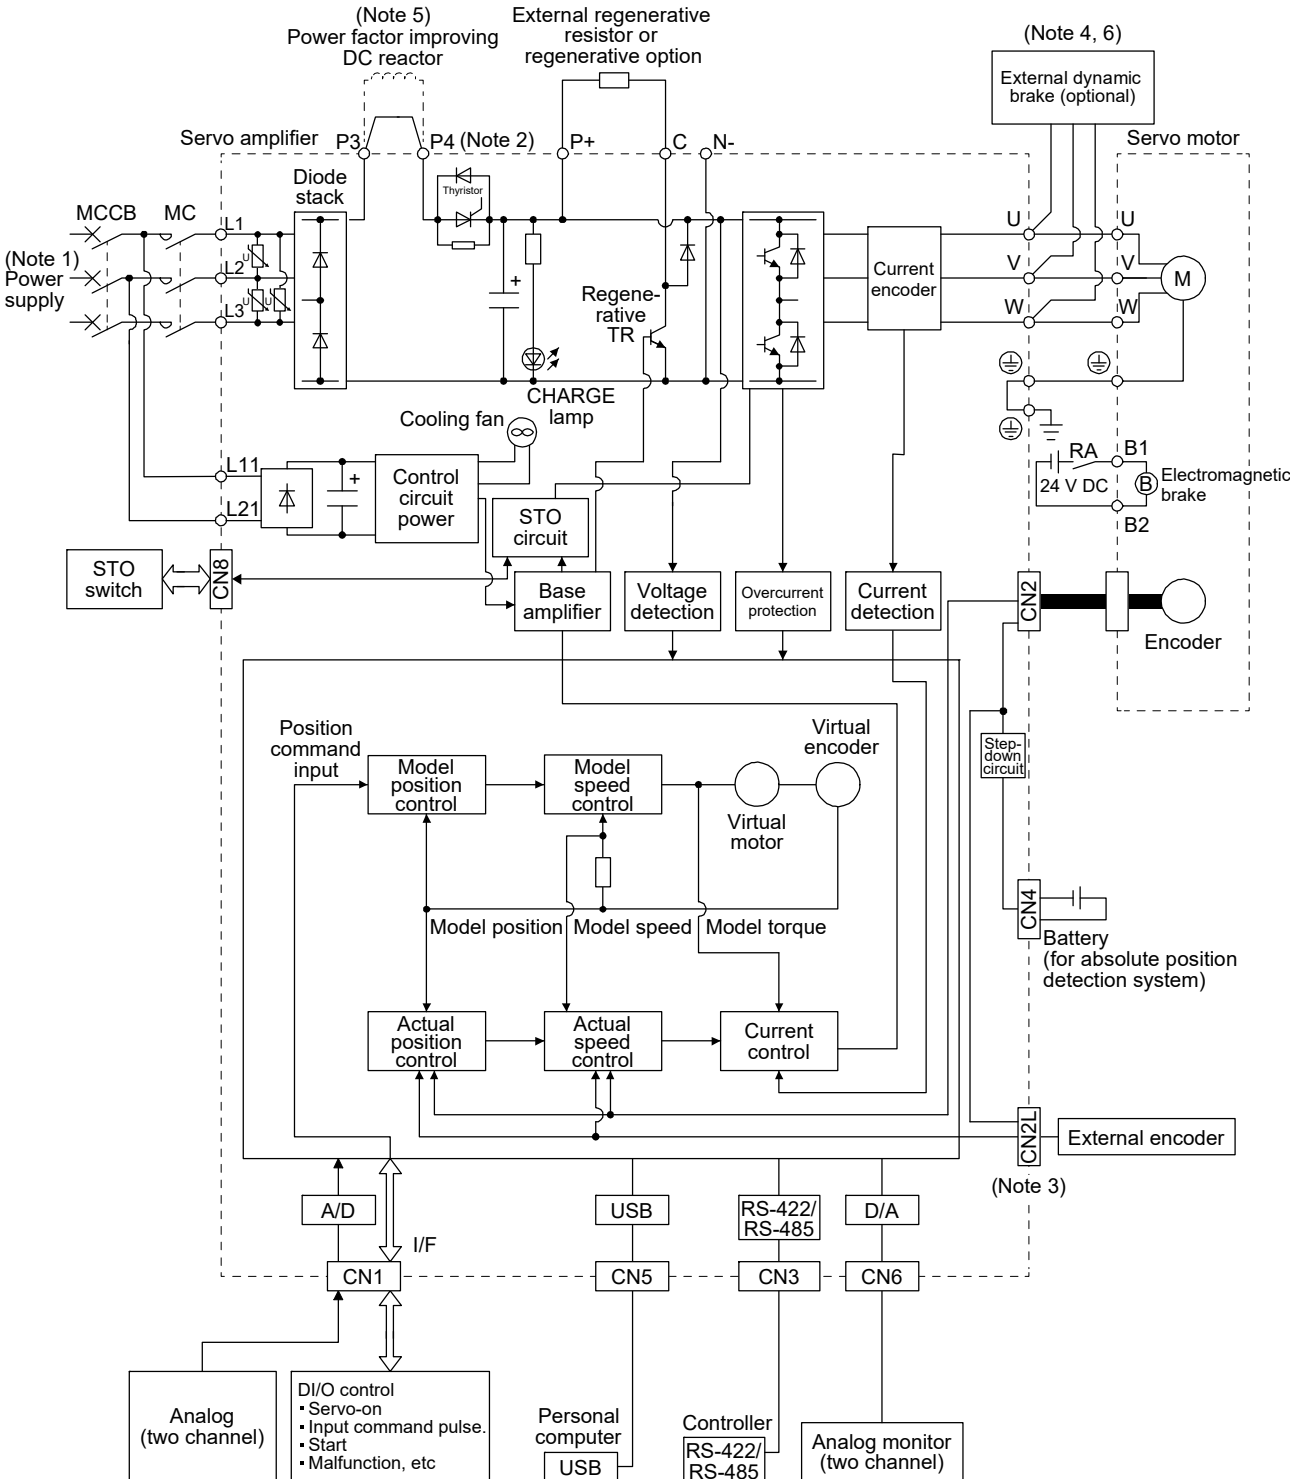 (Note 5)
Power factor improving
DC reactor
External regenerative
resistor or
regenerative option
(Note 4, 6)
External dynamic
brake (optional)
Servo amplifier
P3
P4 (Note 2)
P+
C
N-
Servo motor
Diode
stack
Thyristor
MCCB
MC
L1
L2
L3
U
U
U
(Note 1)
Power
supply
Regene-
rative
TR
Current
encoder
U
V
W
U
V
W
M
+
CHARGE
lamp
Cooling fan
L11
L21
+
Control
circuit
power
STO
circuit
RA
24 V DC
B1
B
B2
Electromagnetic
brake
STO
switch
CN8
Base
amplifier
Voltage
detection
Overcurrent
protection
Current
detection
CN2
Encoder
Position
command
input
Model
position
control
Model
speed
control
Virtual
encoder
Virtual
motor
Step-
down
circuit
Model position
Model speed
Model torque
CN4
Battery
(for absolute position
detection system)
Actual
position
control
Actual
speed
control
Current
control
CN2L
External encoder
(Note 3)
A/D
I/F
USB
RS-422/
RS-485
D/A
CN1
CN5
CN3
CN6
Analog
(two channel)
DI/O control
▪ Servo-on
▪ Input command pulse.
▪ Start
▪ Malfunction, etc
Personal
computer
USB
Controller
RS-422/
RS-485
Analog monitor
(two channel)